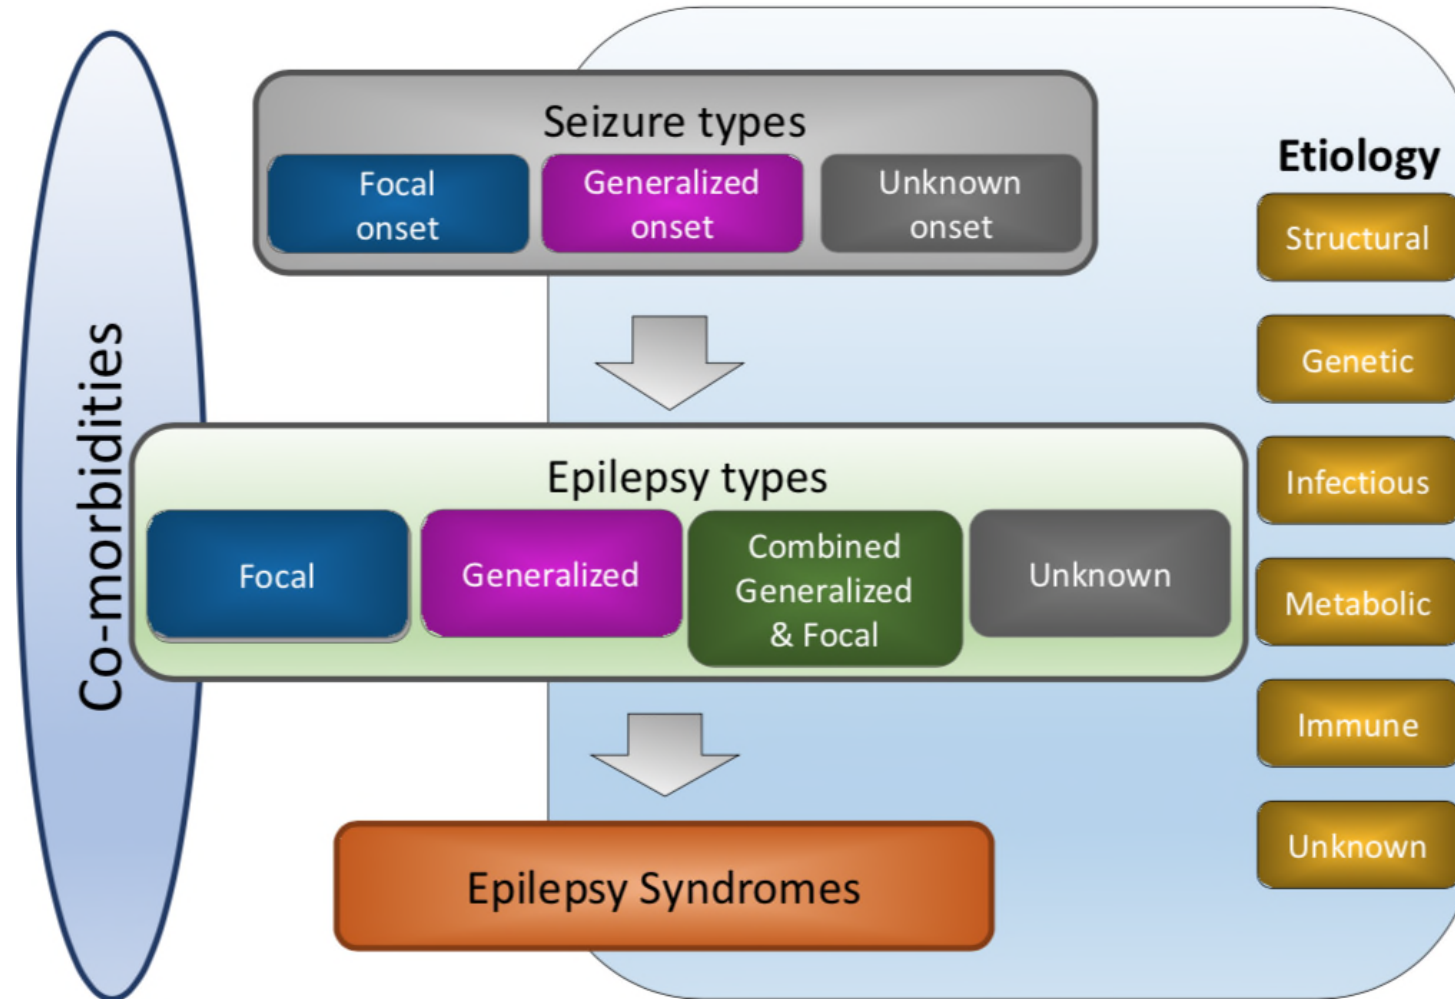 Co-morbidities
Seizure types
Focal
onset
Generalized
onset
Unknown
onset
Epilepsy types
Focal
Generalized
Combined
Generalized
& Focal
Unknown
Epilepsy Syndromes
Etiology
Structural
Genetic
Infectious
Metabolic
Immune
Unknown